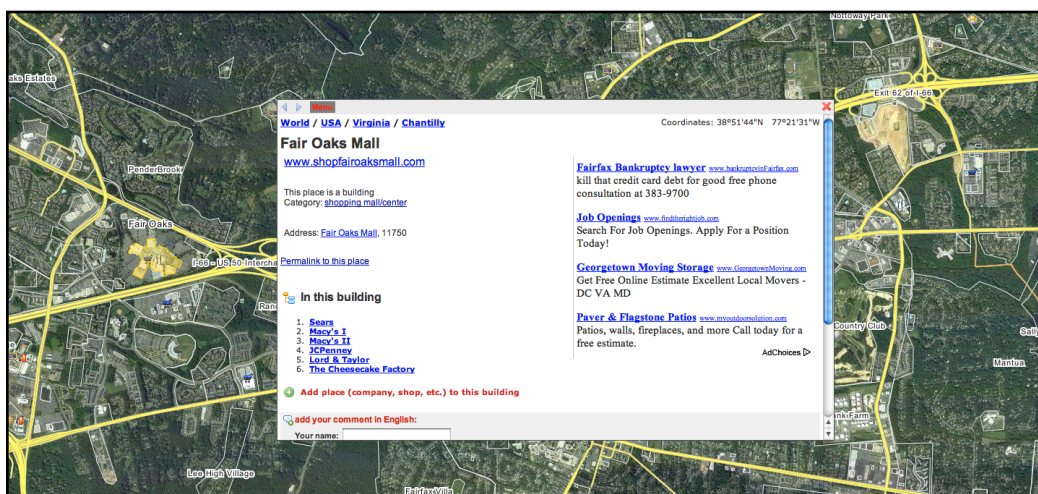 Nottoway Park
aks Estates
Exit 62 of I-66
Menu
World / USA / Virginia / Chantilly
Coordinates: 38°51'44"N 77°21'31"W
Fair Oaks Mall
www.shopfairoaksmall.com
This place is a building
Category: shopping mall/center
Address: Fair Oaks Mall, 11750
Permalink to this place
In this building
1. Sears
2. Macy's I
3. Macy's II
4. JCPenney
5. Lord & Taylor
6. The Cheesecake Factory
Add place (company, shop, etc.) to this building
add your comment in English:
Your name:
Fairfax Bankruptcy lawyer www.bankruptcyinFairfax.com
kill that credit card debt for good free phone
consultation at 383-9700
Job Openings www.findtherightjob.com
Search For Job Openings. Apply For a Position
Today!
Georgetown Moving Storage www.GeorgetownMoving.com
Get Free Online Estimate Excellent Local Movers -
DC VA MD
Paver & Flagstone Patios www.myoutdoorsolution.com
Patios, walls, fireplaces, and more Call today for a
free estimate.
AdChoices
PenderBrook
Fair Oaks
I-66 - US 50 Intercha
Ran
Country Club
Sally
Mantua
ank Farm
Lee High Village
Fairfax Villa